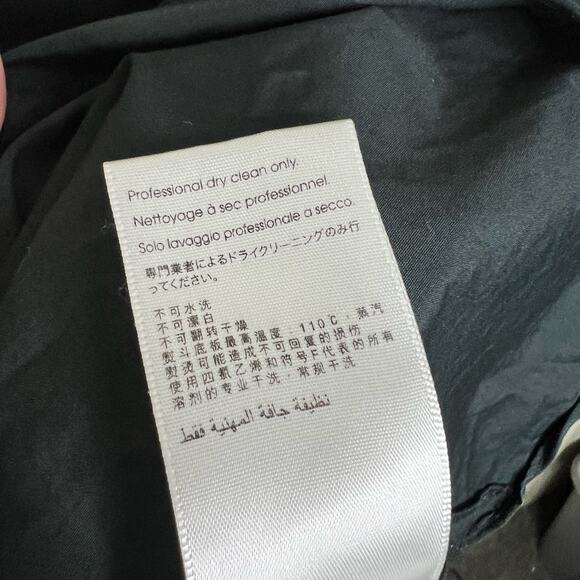 Professional dry clean only.
Nettoyage à sec professionnel.
Solo lavaggio professionale a secco.
専門業者によるドライクリーニングのみ行
ってください。
不可水洗
不可漂白
不可翻转干燥
熨斗底板最高温度，110℃，蒸汽
熨烫可能造成不可回复的损伤
使用四氯乙烯和符号F代表的所有
溶剂的专业干洗，常规干洗
نظيفة جافة المهنية فقط